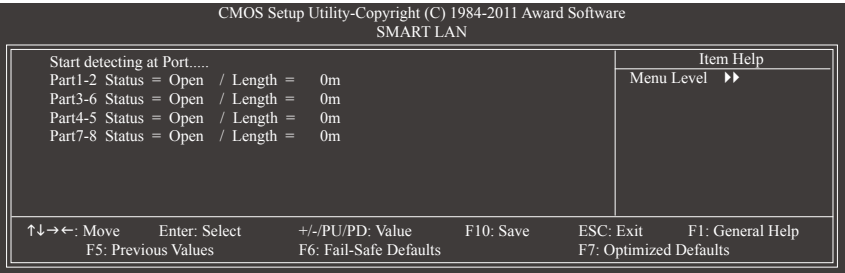 CMOS Setup Utility-Copyright (C) 1984-2011 Award Software
SMART LAN
Start detecting at Port.....
Part1-2 Status = Open / Length = 0m
Part3-6 Status = Open / Length = 0m
Part4-5 Status = Open / Length = 0m
Part7-8 Status = Open / Length = 0m
Item Help
Menu Level ▶▶
↑↓→←: Move Enter: Select +/-/PU/PD: Value F10: Save ESC: Exit F1: General Help
F5: Previous Values F6: Fail-Safe Defaults F7: Optimized Defaults